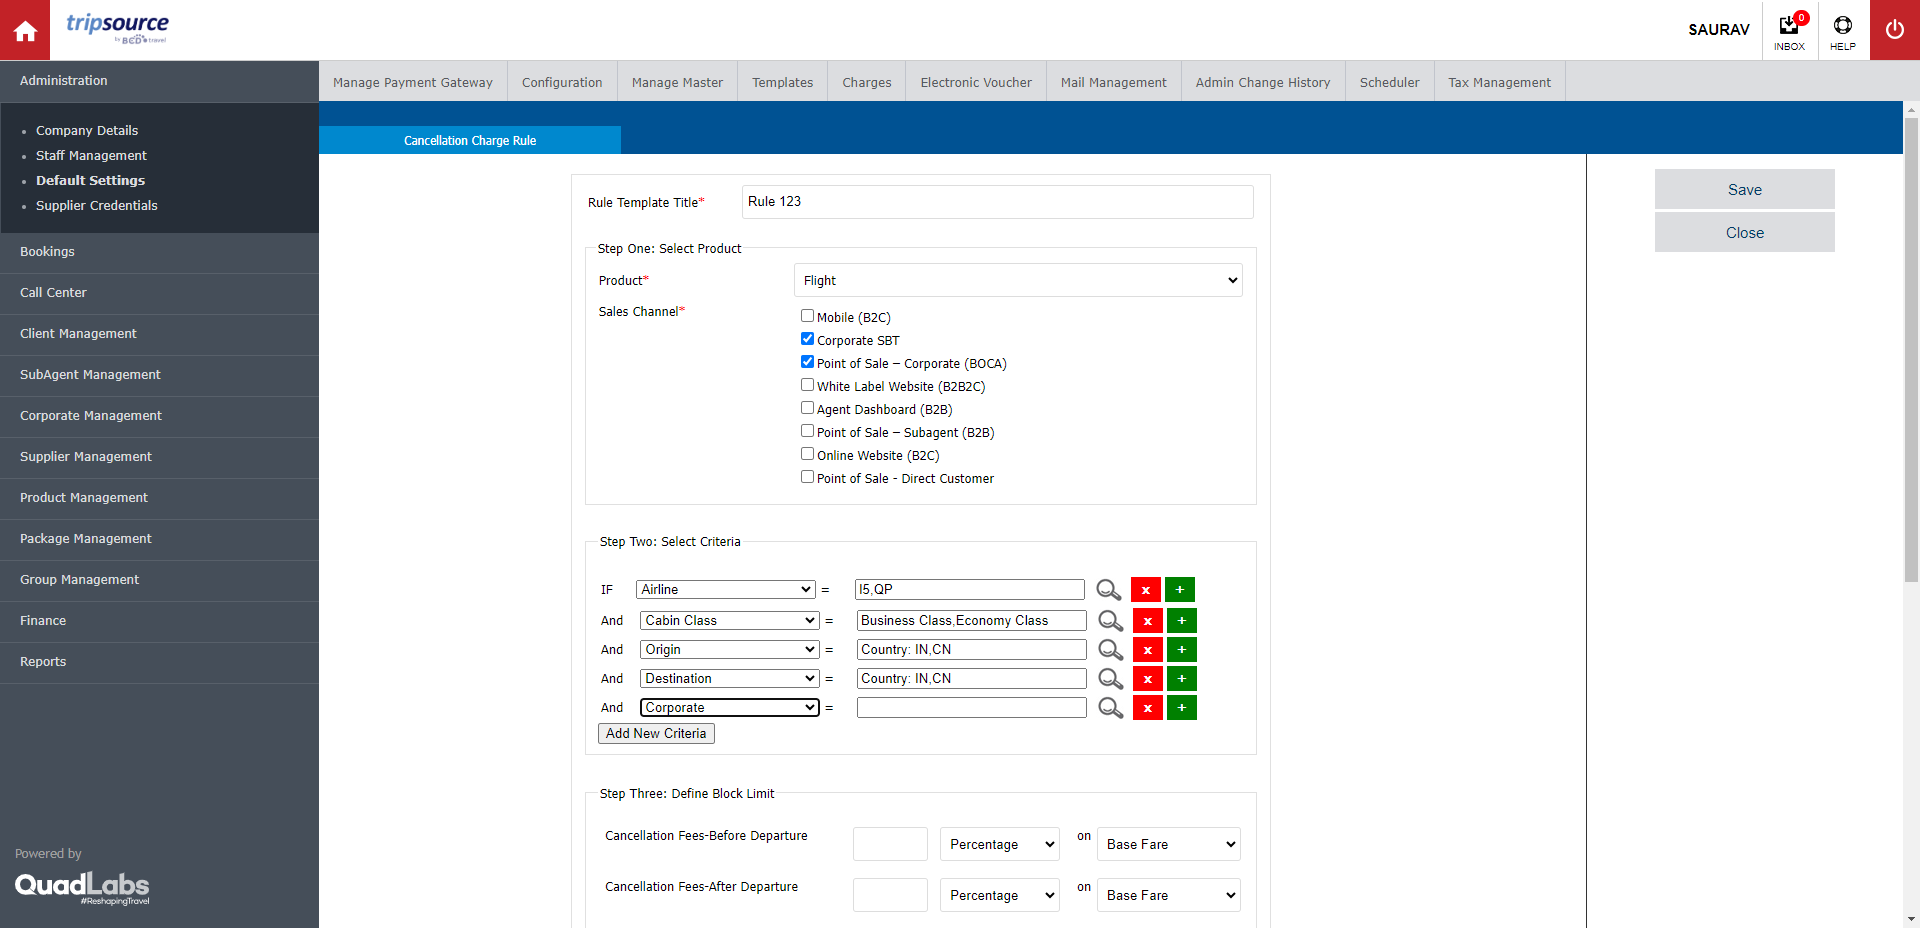 tripsource
by BCD travel
SAURAV
0
INBOX
HELP
Administration
Company Details
Staff Management
Default Settings
Supplier Credentials
Bookings
Call Center
Client Management
SubAgent Management
Corporate Management
Supplier Management
Product Management
Package Management
Group Management
Finance
Reports
Powered by
QuadLabs
#ReshapingTravel
Manage Payment Gateway Configuration Manage Master Templates Charges Electronic Voucher Mail Management Admin Change History Scheduler Tax Management
Cancellation Charge Rule
Rule Template Title* Rule 123
Step One: Select Product
Product* Flight
Sales Channel*
Mobile (B2C)
Corporate SBT
Point of Sale – Corporate (BOCA)
White Label Website (B2B2C)
Agent Dashboard (B2B)
Point of Sale – Subagent (B2B)
Online Website (B2C)
Point of Sale - Direct Customer
Step Two: Select Criteria
IF Airline = I5,QP x +
And Cabin Class = Business Class,Economy Class x +
And Origin = Country: IN,CN x +
And Destination = Country: IN,CN x +
And Corporate = x +
Add New Criteria
Step Three: Define Block Limit
Cancellation Fees-Before Departure Percentage on Base Fare
Cancellation Fees-After Departure Percentage on Base Fare
Save
Close